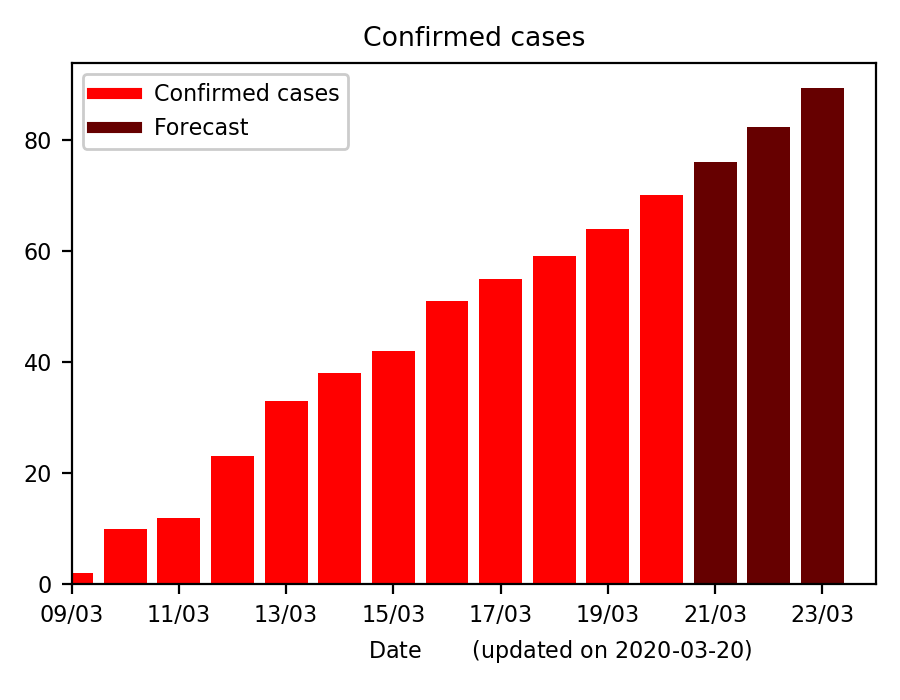 Confirmed cases
Confirmed cases
Forecast
80
60
40
20
0
09/03 11/03 13/03 15/03 17/03 19/03 21/03 23/03
Date (updated on 2020-03-20)